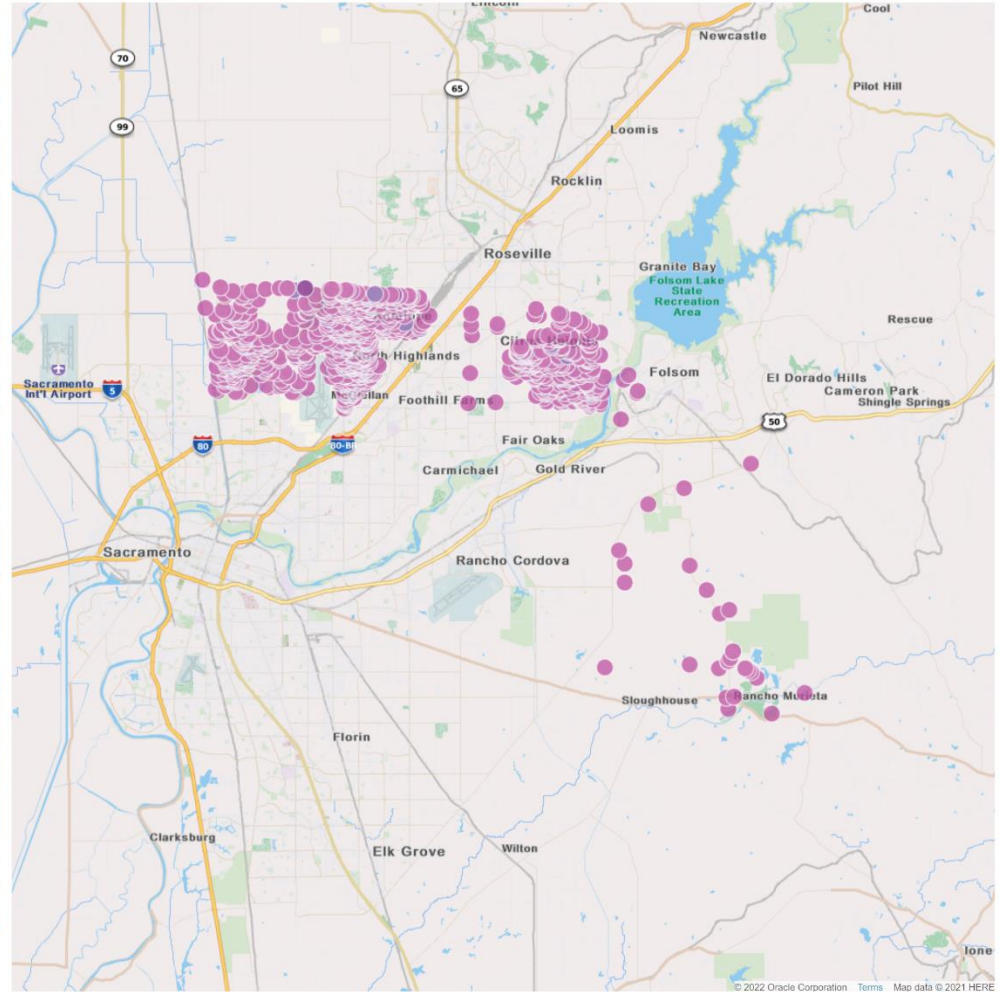 Cool
Newcastle
70
Pilot Hill
65
99
Loomis
Rocklin
Roseville
Granite Bay
Folsom Lake
State
Recreation
Area
Rescue
North Highlands
Folsom
El Dorado Hills
Cameron Park
Shingle Springs
Sacramento
Int'l Airport
5
Foothill Farms
50
80
Fair Oaks
Carmichael
Gold River
Sacramento
Rancho Cordova
Sloughhouse
Rancho Murieta
Florin
Clarksburg
Elk Grove
Wilton
Ione
© 2022 Oracle Corporation Terms Map data © 2021 HERE